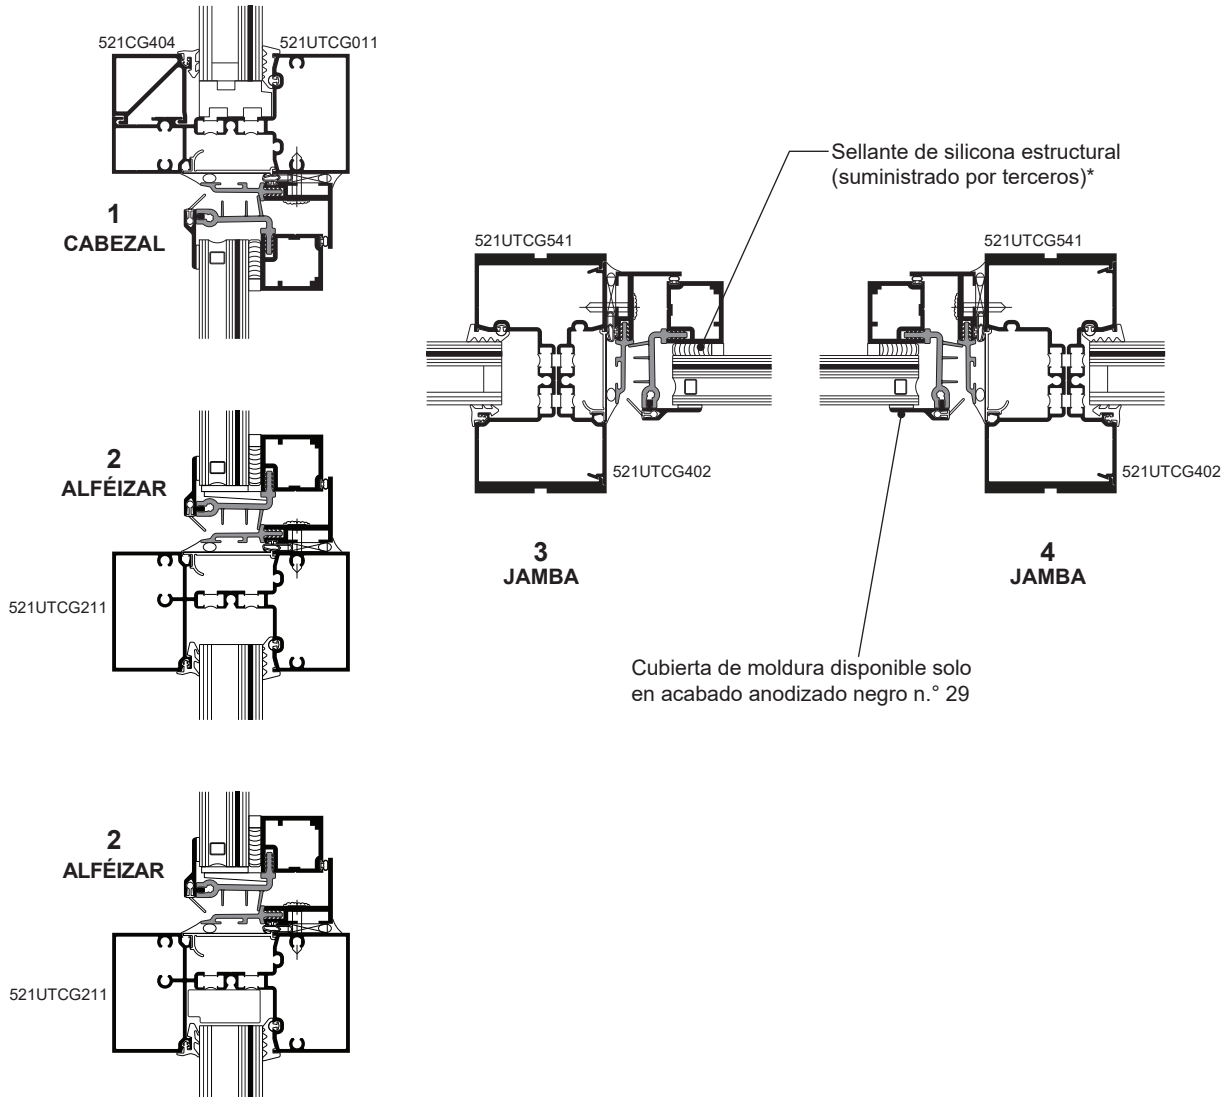 521CG404
521UTCG011
1
CABEZAL
Sellante de silicona estructural
(suministrado por terceros)*
521UTCG541
521UTCG541
2
ALFÉIZAR
521UTCG211
521UTCG402
521UTCG402
3
JAMBA
4
JAMBA
Cubierta de moldura disponible solo
en acabado anodizado negro n.° 29
2
ALFÉIZAR
521UTCG211